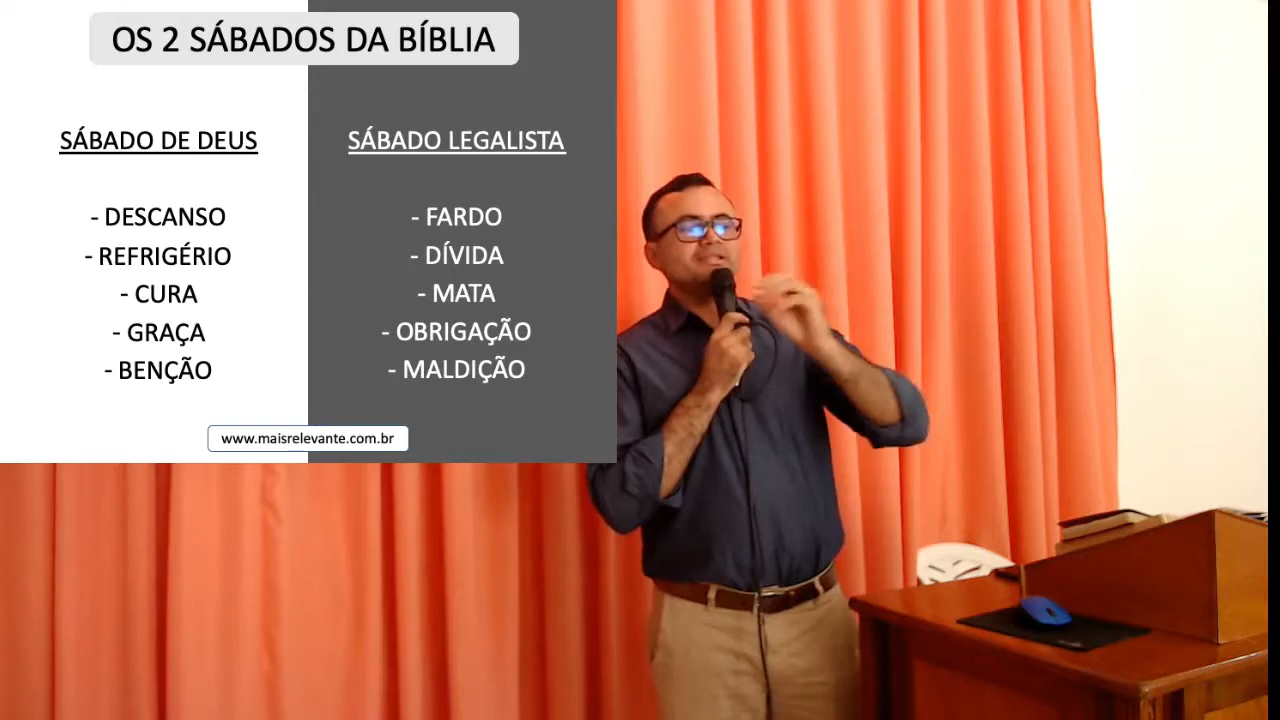 OS 2 SÁBADOS DA BÍBLIA
SÁBADO DE DEUS
- DESCANSO
- REFRIGÉRIO
- CURA
- GRAÇA
- BENÇÃO
SÁBADO LEGALISTA
- FARDO
- DÍVIDA
- MATA
- OBRIGAÇÃO
- MALDIÇÃO
www.maisrelevante.com.br